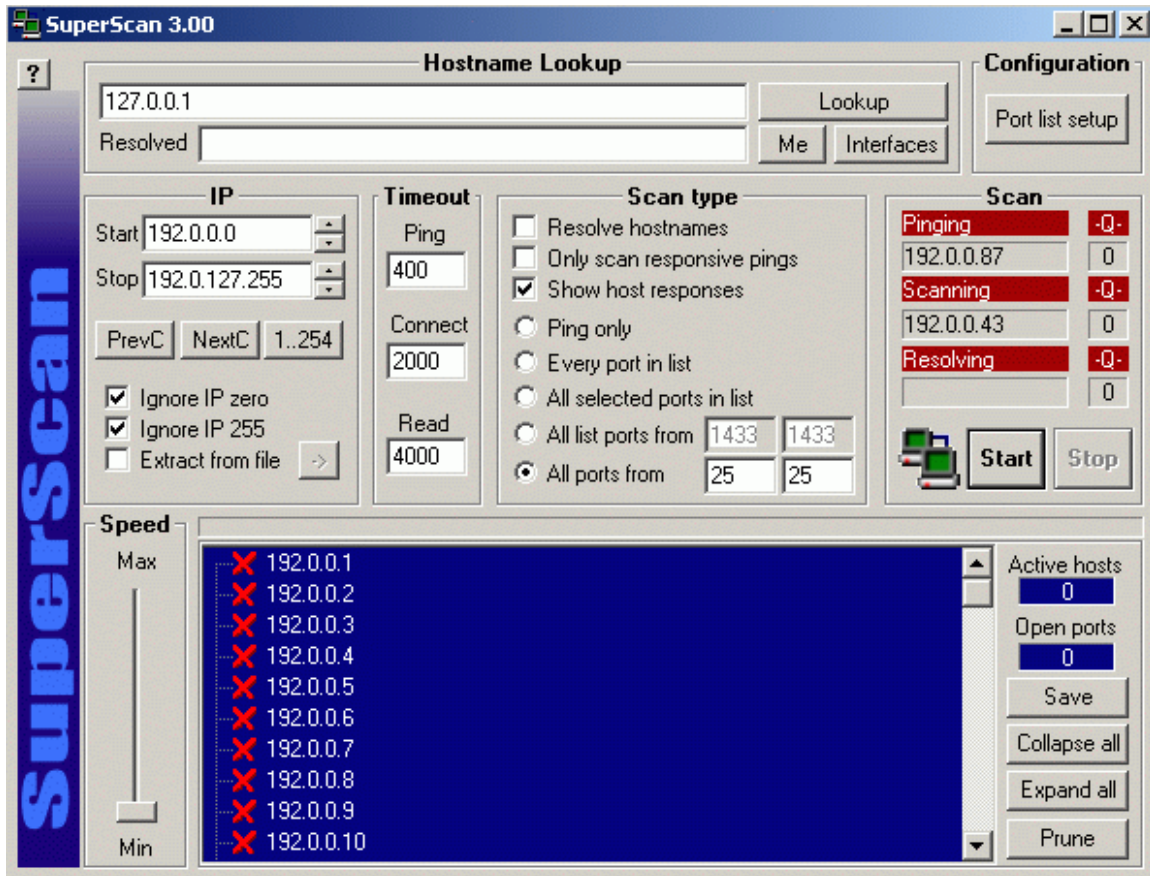 SuperScan 3.00
?
Hostname Lookup
127.0.0.1
Lookup
Resolved
Me
Interfaces
Configuration
Port list setup
SuperScan
IP
Start 192.0.0.0
Stop 192.0.127.255
PrevC
NextC
1..254
Ignore IP zero
Ignore IP 255
Extract from file ->
Timeout
Ping
400
Connect
2000
Read
4000
Scan type
Resolve hostnames
Only scan responsive pings
Show host responses
Ping only
Every port in list
All selected ports in list
All list ports from 1433 1433
All ports from 25 25
Scan
Pinging -Q-
192.0.0.87 0
Scanning -Q-
192.0.0.43 0
Resolving -Q-
0
Start
Stop
Speed
Max
Min
192.0.0.1
192.0.0.2
192.0.0.3
192.0.0.4
192.0.0.5
192.0.0.6
192.0.0.7
192.0.0.8
192.0.0.9
192.0.0.10
Active hosts
0
Open ports
0
Save
Collapse all
Expand all
Prune